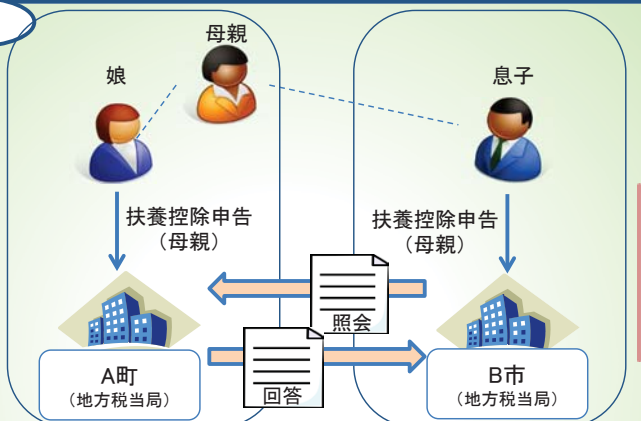 母親
娘
息子
扶養控除申告
（母親）
扶養控除申告
（母親）
照会
回答
A町
（地方税当局）
B市
（地方税当局）